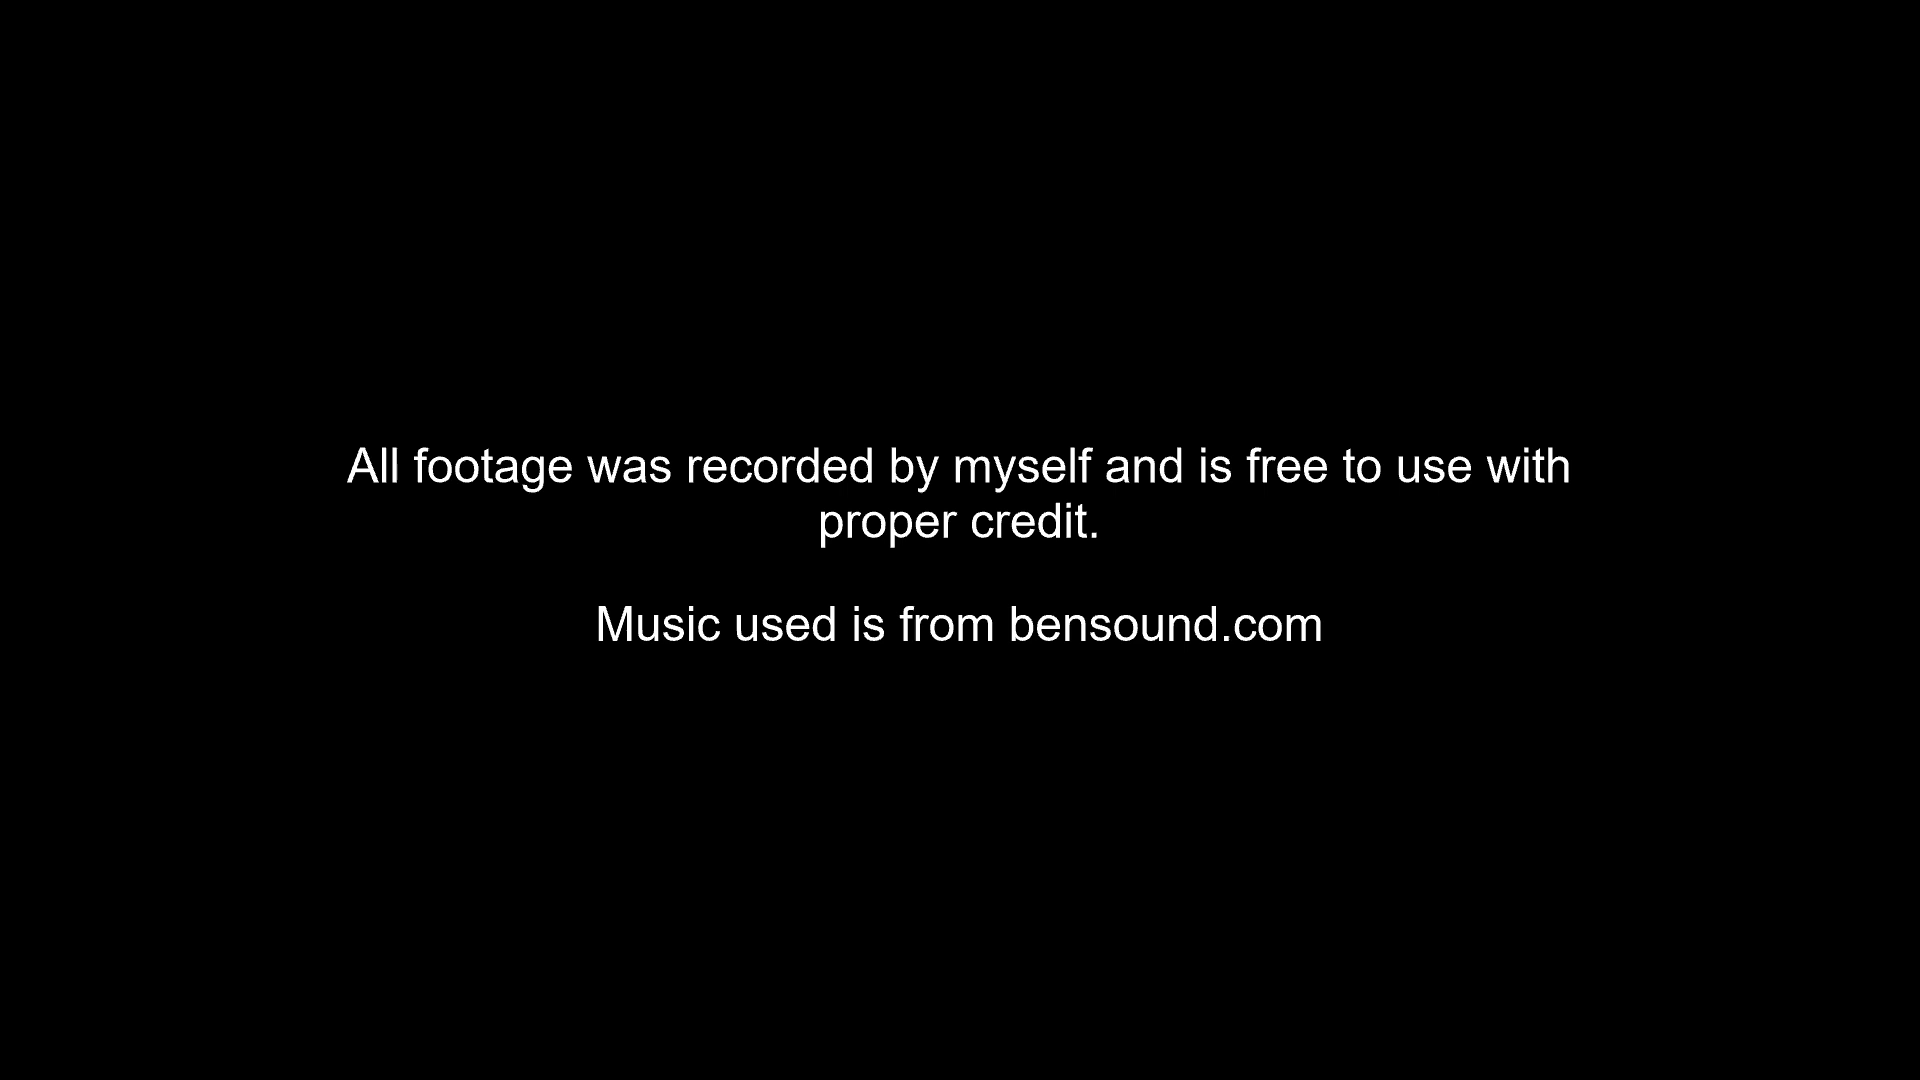 All footage was recorded by myself and is free to use with
proper credit.
Music used is from bensound.com